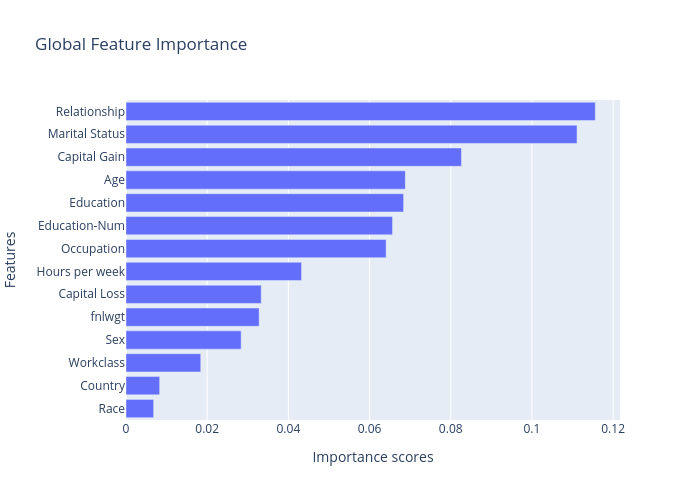 Global Feature Importance
Features
Relationship
Marital Status
Capital Gain
Age
Education
Education-Num
Occupation
Hours per week
Capital Loss
fnlwgt
Sex
Workclass
Country
Race
0 0.02 0.04 0.06 0.08 0.1 0.12
Importance scores